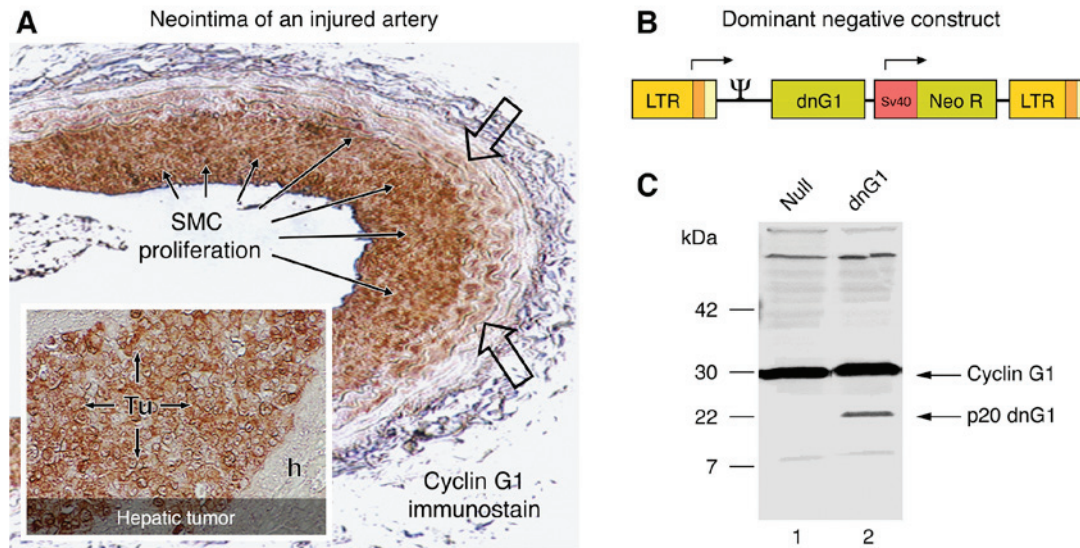 A
Neointima of an injured artery
SMC
proliferation
Tu
h
Hepatic tumor
Cyclin G1
immunostain
B
Dominant negative construct
LTR
Ψ
dnG1
Sv40
Neo R
LTR
C
Null
dnG1
kDa
42
30
22
7
Cyclin G1
p20 dnG1
1
2